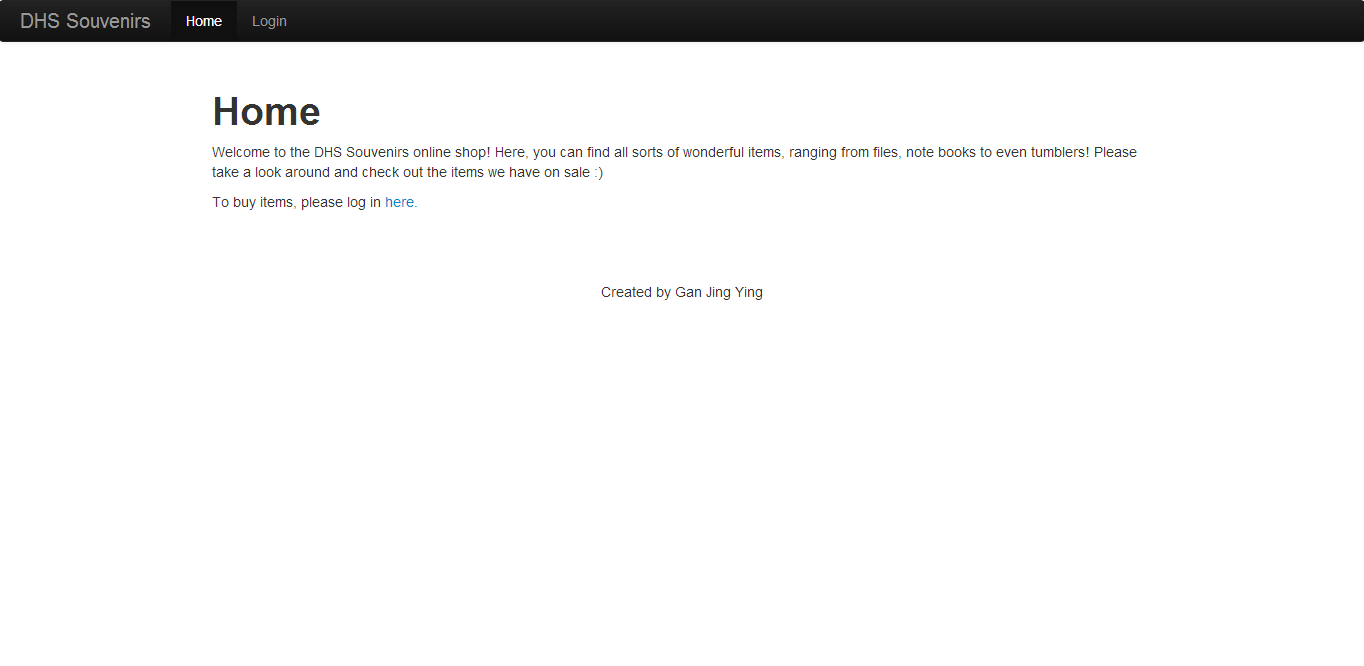 DHS Souvenirs Home Login
Home
Welcome to the DHS Souvenirs online shop! Here, you can find all sorts of wonderful items, ranging from files, note books to even tumblers! Please
take a look around and check out the items we have on sale :)
To buy items, please log in here.
Created by Gan Jing Ying